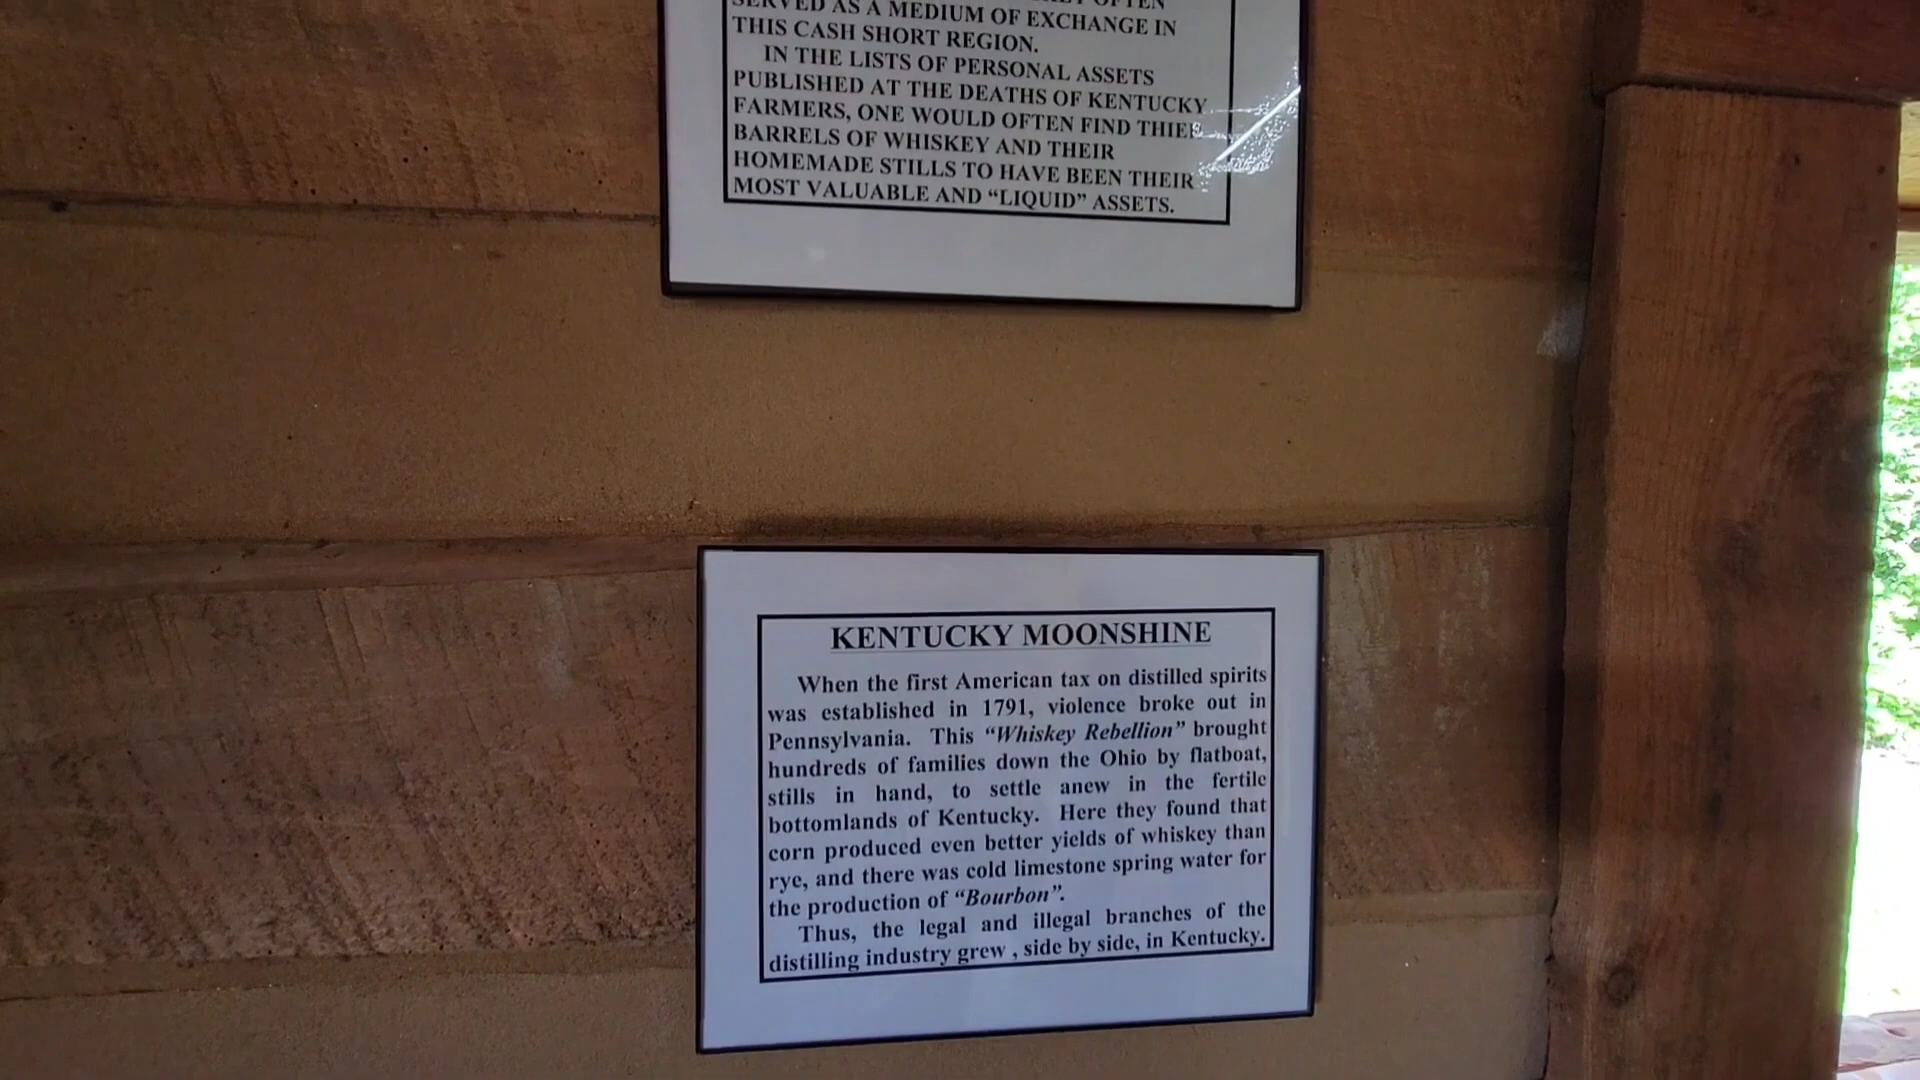 OFTEN
SERVED AS A MEDIUM OF EXCHANGE IN
THIS CASH SHORT REGION.
IN THE LISTS OF PERSONAL ASSETS
PUBLISHED AT THE DEATHS OF KENTUCKY
FARMERS, ONE WOULD OFTEN FIND THIER
BARRELS OF WHISKEY AND THEIR
HOMEMADE STILLS TO HAVE BEEN THEIR
MOST VALUABLE AND “LIQUID” ASSETS.
KENTUCKY MOONSHINE
When the first American tax on distilled spirits
was established in 1791, violence broke out in
Pennsylvania. This “Whiskey Rebellion” brought
hundreds of families down the Ohio by flatboat,
stills in hand, to settle anew in the fertile
bottomlands of Kentucky. Here they found that
corn produced even better yields of whiskey than
rye, and there was cold limestone spring water for
the production of “Bourbon”.
Thus, the legal and illegal branches of the
distilling industry grew , side by side, in Kentucky.